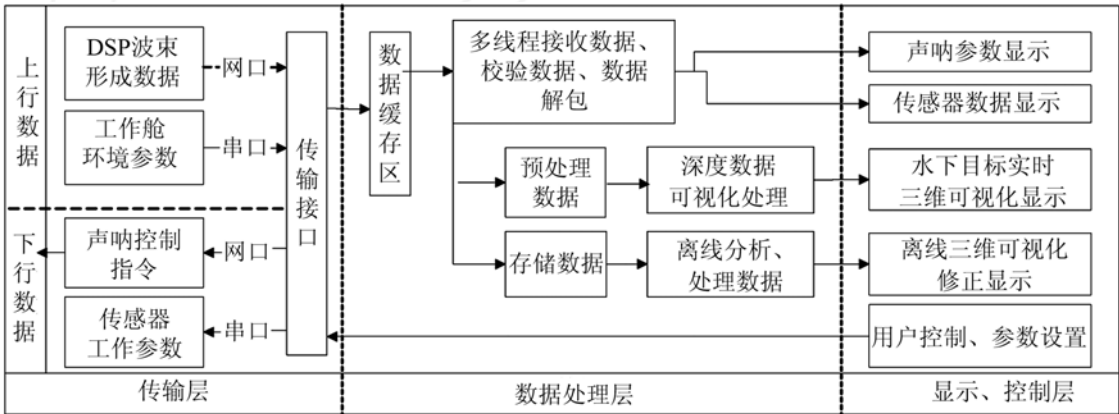 上行数据
DSP波束
形成数据
网口
工作舱
环境参数
串口
下行数据
声呐控制
指令
网口
传感器
工作参数
串口
传输接口
数据缓存区
多线程接收数据、
校验数据、数据
解包
预处理
数据
深度数据
可视化处理
存储数据
离线分析、
处理数据
声呐参数显示
传感器数据显示
水下目标实时
三维可视化显示
离线三维可视化
修正显示
用户控制、参数设置
传输层
数据处理层
显示、控制层